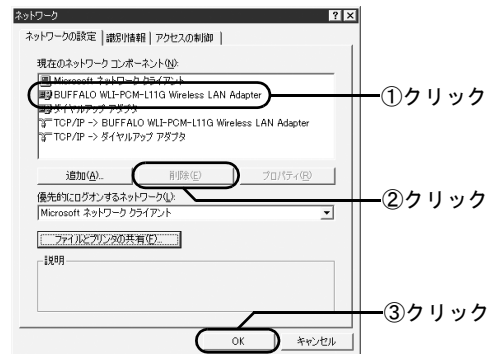 ネットワーク
ネットワークの設定 識別情報 アクセスの制御
現在のネットワーク コンポーネント(N):
Microsoft ネットワーク クライアント
BUFFALO WLI-PCM-L11G Wireless LAN Adapter
ダイヤルアップ アダプタ
TCP/IP -> BUFFALO WLI-PCM-L11G Wireless LAN Adapter
TCP/IP -> ダイヤルアップ アダプタ
追加(A)... 削除(E) プロパティ(R)
優先的にログオンするネットワーク(L):
Microsoft ネットワーク クライアント
ファイルとプリンタの共有(F)...
説明
OK キャンセル
①クリック
②クリック
③クリック